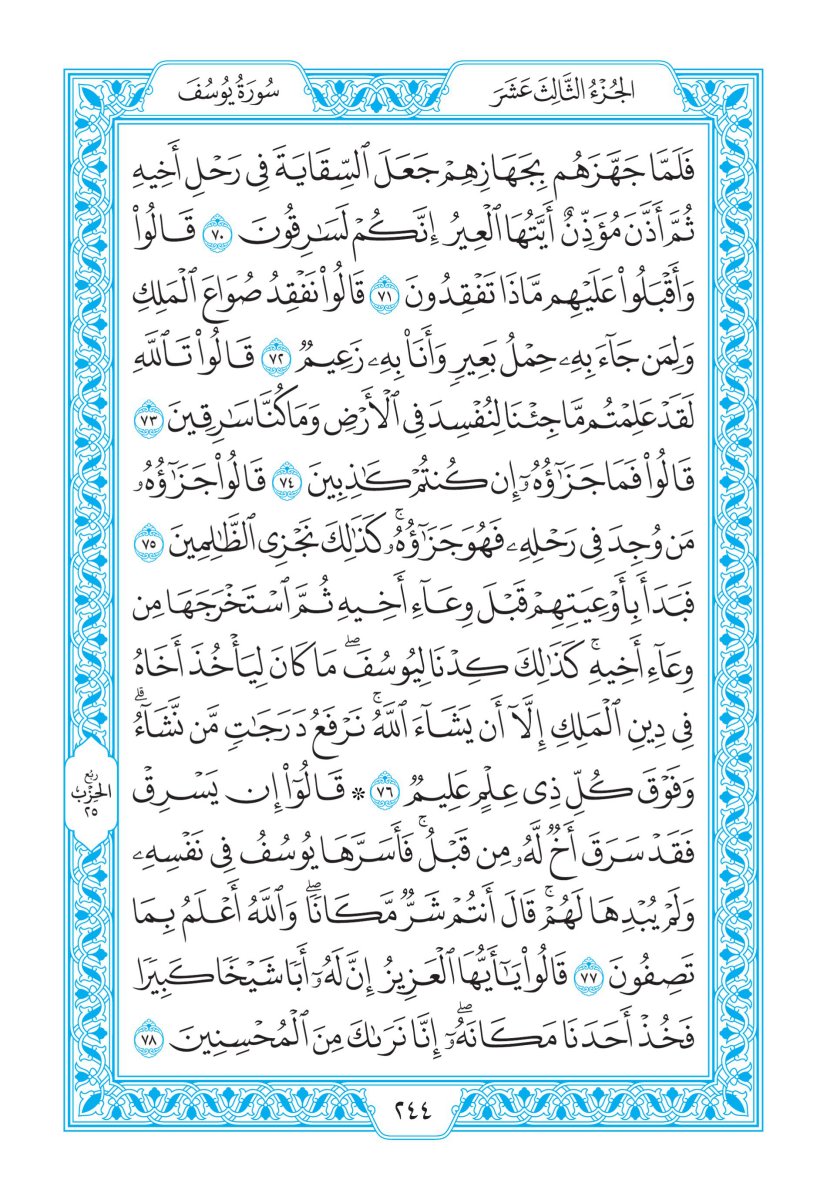 الجُزْءُ الثَّالِثَ عَشَرَ
سُورَةُ يُوسُفَ
فَلَمَّا جَهَّزَهُم بِجَهَازِهِمْ جَعَلَ ٱلسِّقَايَةَ فِى رَحْلِ أَخِيهِ
ثُمَّ أَذَّنَ مُؤَذِّنٌ أَيَّتُهَا ٱلْعِيرُ إِنَّكُمْ لَسَٰرِقُونَ ٧٠ قَالُوا۟
وَأَقْبَلُوا۟ عَلَيْهِم مَّاذَا تَفْقِدُونَ ٧١ قَالُوا۟ نَفْقِدُ صُوَاعَ ٱلْمَلِكِ
وَلِمَن جَآءَ بِهِۦ حِمْلُ بَعِيرٍ وَأَنَا۠ بِهِۦ زَعِيمٌ ٧٢ قَالُوا۟ تَٱللَّهِ
لَقَدْ عَلِمْتُم مَّا جِئْنَا لِنُفْسِدَ فِى ٱلْأَرْضِ وَمَا كُنَّا سَٰرِقِينَ ٧٣
قَالُوا۟ فَمَا جَزَٰٓؤُهُۥٓ إِن كُنتُمْ كَٰذِبِينَ ٧٤ قَالُوا۟ جَزَٰٓؤُهُۥ
مَن وُجِدَ فِى رَحْلِهِۦ فَهُوَ جَزَٰٓؤُهُۥ ۚ كَذَٰلِكَ نَجْزِى ٱلظَّٰلِمِينَ ٧٥
فَبَدَأَ بِأَوْعِيَتِهِمْ قَبْلَ وِعَآءِ أَخِيهِ ثُمَّ ٱسْتَخْرَجَهَا مِن
وِعَآءِ أَخِيهِ ۚ كَذَٰلِكَ كِدْنَا لِيُوسُفَ ۖ مَا كَانَ لِيَأْخُذَ أَخَاهُ
فِى دِينِ ٱلْمَلِكِ إِلَّآ أَن يَشَآءَ ٱللَّهُ ۚ نَرْفَعُ دَرَجَٰتٍ مَّن نَّشَآءُ ۗ
وَفَوْقَ كُلِّ ذِى عِلْمٍ عَلِيمٌ ٧٦ ۞ قَالُوٓا۟ إِن يَسْرِقْ
فَقَدْ سَرَقَ أَخٌ لَّهُۥ مِن قَبْلُ ۚ فَأَسَرَّهَا يُوسُفُ فِى نَفْسِهِۦ
وَلَمْ يُبْدِهَا لَهُمْ ۚ قَالَ أَنتُمْ شَرٌّ مَّكَانًا ۖ وَٱللَّهُ أَعْلَمُ بِمَا
تَصِفُونَ ٧٧ قَالُوا۟ يَٰٓأَيُّهَا ٱلْعَزِيزُ إِنَّ لَهُۥٓ أَبًا شَيْخًا كَبِيرًا
فَخُذْ أَحَدَنَا مَكَانَهُۥٓ ۖ إِنَّا نَرَىٰكَ مِنَ ٱلْمُحْسِنِينَ ٧٨
رُبْعُ
الحِزْبِ
٢٥
٢٤٤